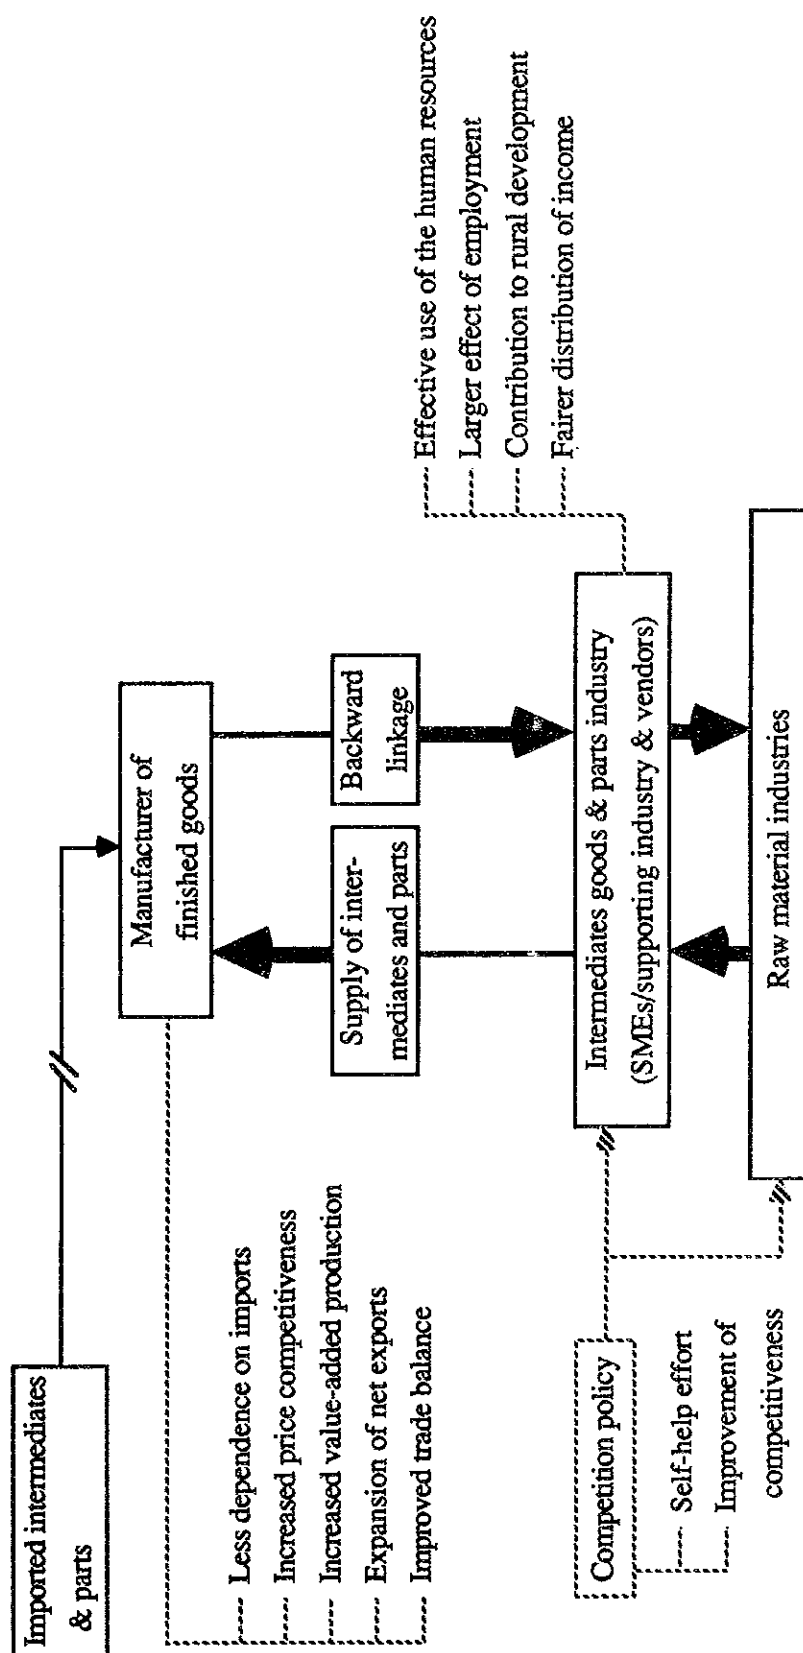 Imported intermediates
& parts
Manufacturer of
finished goods
Less dependence on imports
Increased price competitiveness
Increased value-added production
Expansion of net exports
Improved trade balance
Supply of inter-
mediates and parts
Backward
linkage
Effective use of the human resources
Larger effect of employment
Contribution to rural development
Fairer distribution of income
Competition policy
Self-help effort
Improvement of
competitiveness
Intermediates goods & parts industry
(SMEs/supporting industry & vendors)
Raw material industries